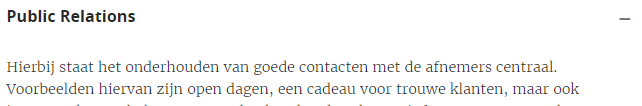 Public Relations
Hierbij staat het onderhouden van goede contacten met de afnemers centraal.
Voorbeelden hiervan zijn open dagen, een cadeau voor trouwe klanten, maar ook